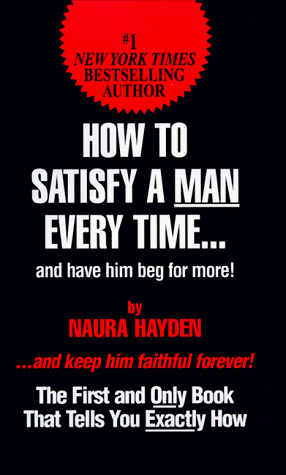 #1
NEW YORK TIMES
BESTSELLING
AUTHOR
HOW TO
SATISFY A MAN
EVERY TIME...
and have him beg for more!
by
NAURA HAYDEN
...and keep him faithful forever!
The First and Only Book
That Tells You Exactly How